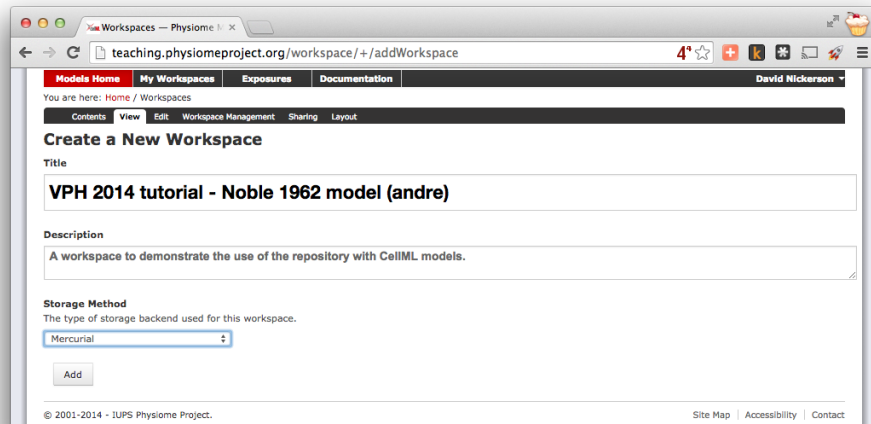 Workspaces — Physiome M
teaching.physiomeproject.org/workspace/+/addWorkspace
Models Home My Workspaces Exposures Documentation David Nickerson
You are here: Home / Workspaces
Contents View Edit Workspace Management Sharing Layout
Create a New Workspace
Title
VPH 2014 tutorial - Noble 1962 model (andre)
Description
A workspace to demonstrate the use of the repository with CellML models.
Storage Method
The type of storage backend used for this workspace.
Mercurial
Add
© 2001-2014 - IUPS Physiome Project. Site Map | Accessibility | Contact